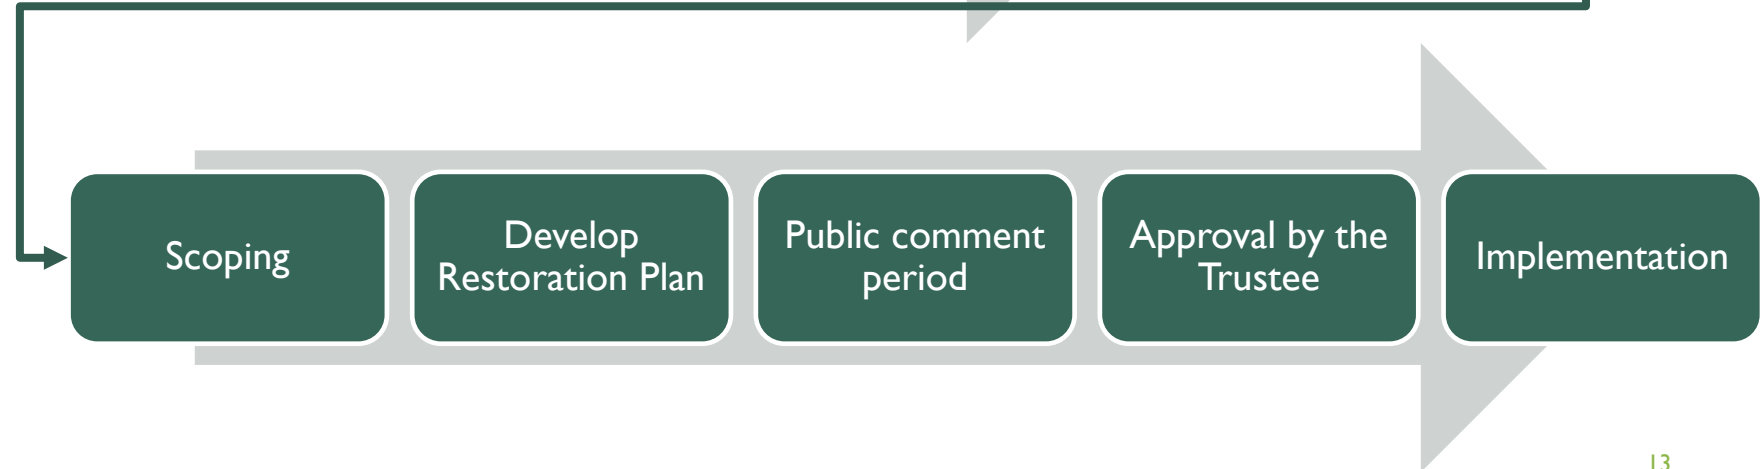 Scoping
Develop
Restoration Plan
Public comment
period
Approval by the
Trustee
Implementation
13